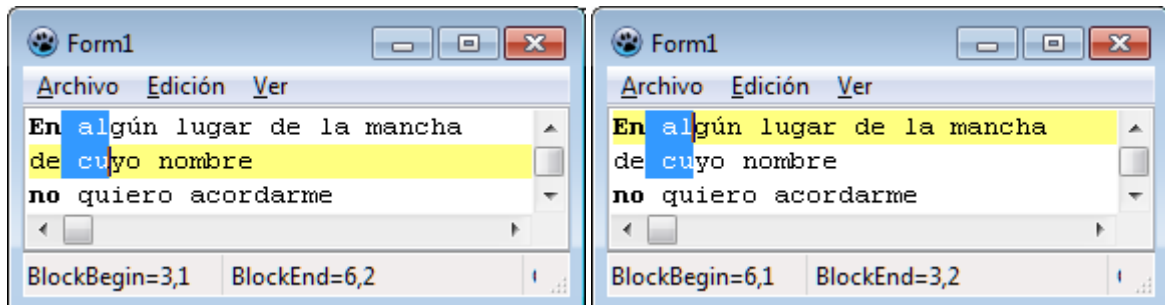 Form1
Archivo Edición Ver
En algún lugar de la mancha
de cuyo nombre
no quiero acordarme
BlockBegin=3,1 BlockEnd=6,2
Form1
Archivo Edición Ver
En algún lugar de la mancha
de cuyo nombre
no quiero acordarme
BlockBegin=6,1 BlockEnd=3,2